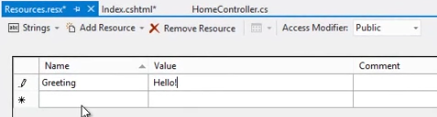 Resources.resx* Index.cshtml* HomeController.cs
Strings Add Resource Remove Resource Access Modifier: Public
Name Value Comment
Greeting Hello!